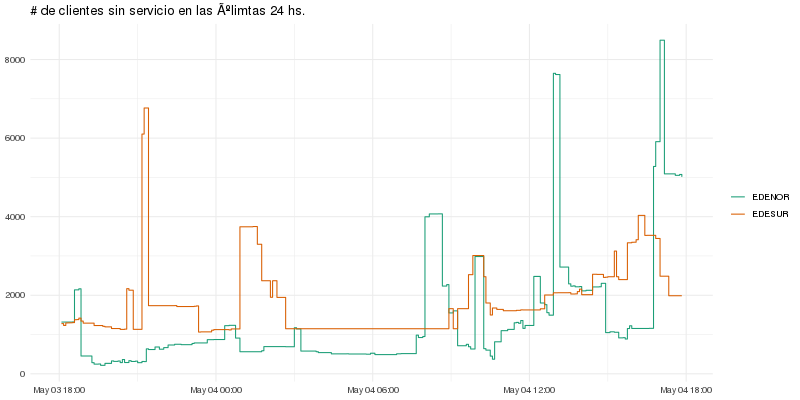 # de clientes sin servicio en las Ãºlimtas 24 hs.
8000
6000
4000
2000
0
EDENOR
EDESUR
May 03 18:00
May 04 00:00
May 04 06:00
May 04 12:00
May 04 18:00